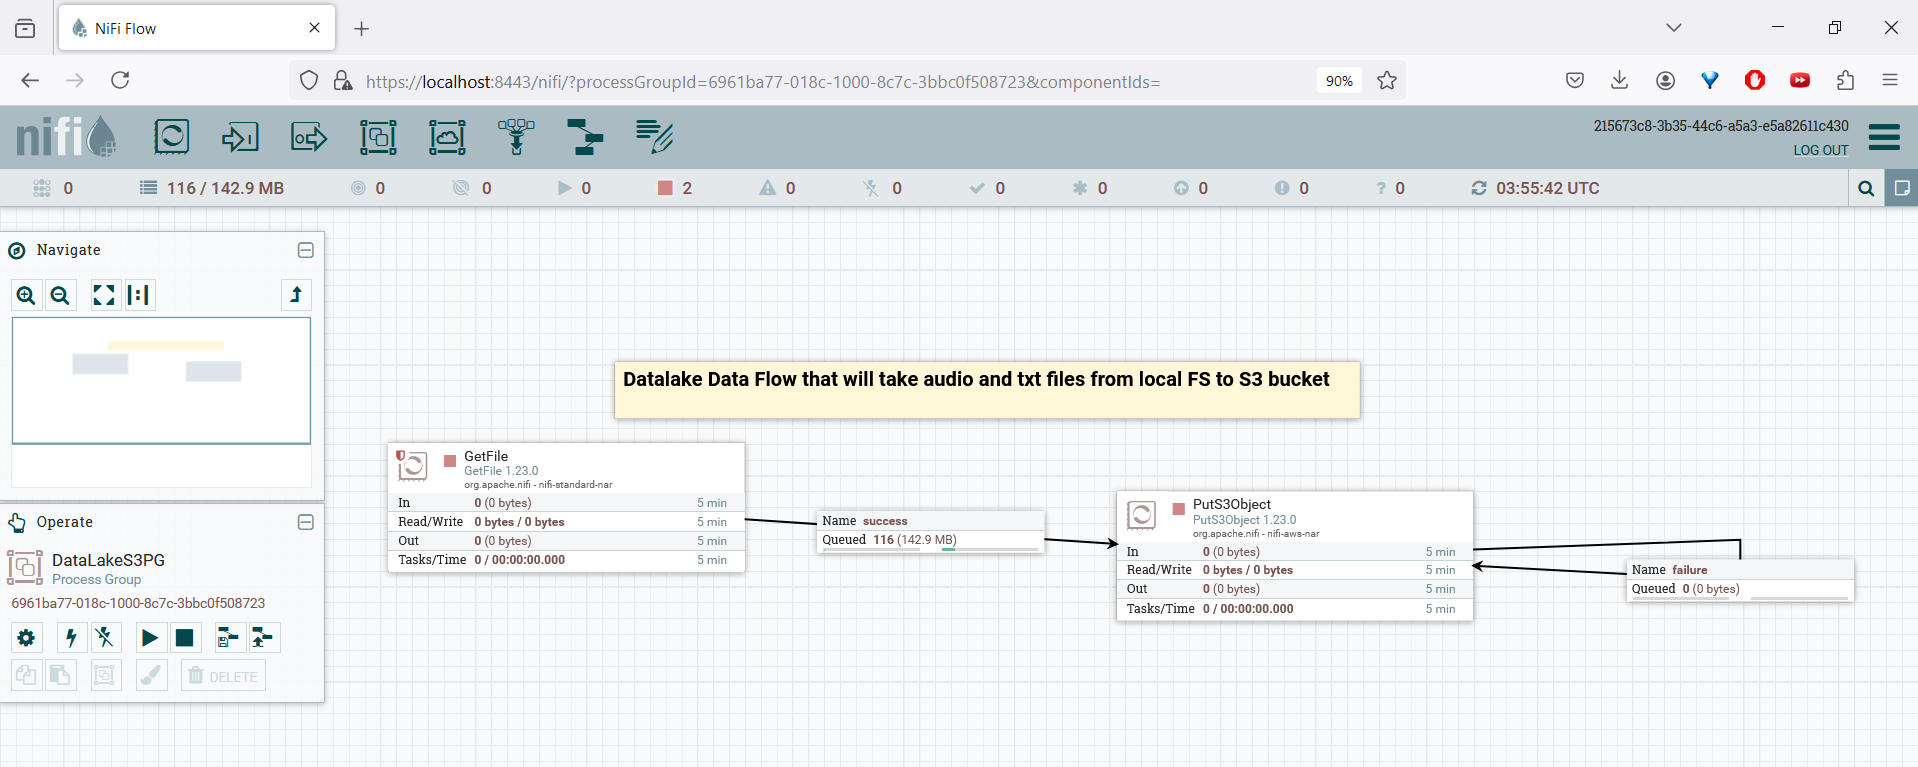 NiFi Flow
https://localhost:8443/nifi/?processGroupId=6961ba77-018c-1000-8c7c-3bbc0f508723&componentIds=
90%
nifi
215673c8-3b35-44c6-a5a3-e5a82611c430
LOG OUT
0 116 / 142.9 MB 0 0 0 2 0 0 0 0 0 0 ? 0 03:55:42 UTC
Navigate
Datalake Data Flow that will take audio and txt files from local FS to S3 bucket
GetFile
GetFile 1.23.0
org.apache.nifi - nifi-standard-nar
In 0 (0 bytes) 5 min
Read/Write 0 bytes / 0 bytes 5 min
Out 0 (0 bytes) 5 min
Tasks/Time 0 / 00:00:00.000 5 min
Name success
Queued 116 (142.9 MB)
PutS3Object
PutS3Object 1.23.0
org.apache.nifi - nifi-aws-nar
In 0 (0 bytes) 5 min
Read/Write 0 bytes / 0 bytes 5 min
Out 0 (0 bytes) 5 min
Tasks/Time 0 / 00:00:00.000 5 min
Name failure
Queued 0 (0 bytes)
Operate
DataLakeS3PG
Process Group
6961ba77-018c-1000-8c7c-3bbc0f508723
DELETE